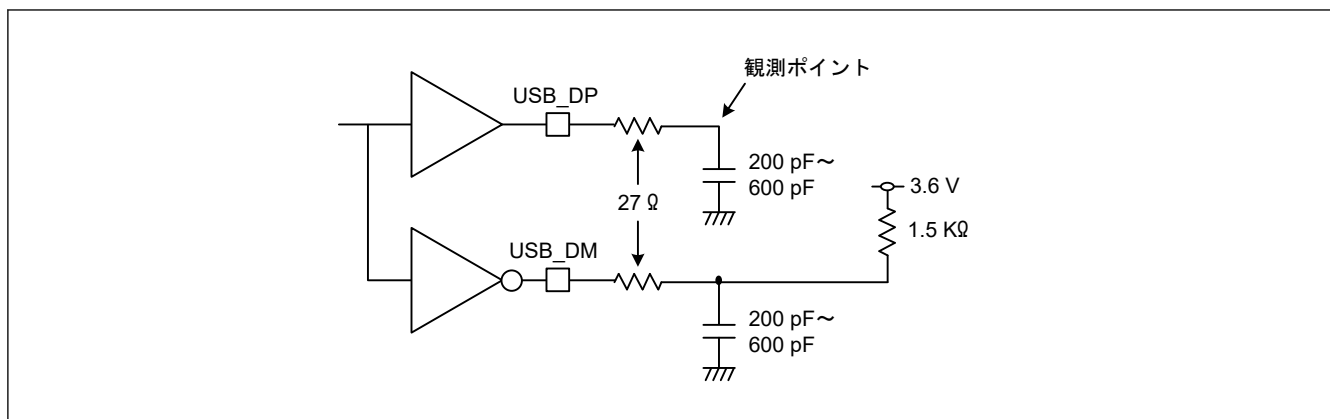 観測ポイント
USB_DP
200 pF～
600 pF
3.6 V
27 Ω
1.5 KΩ
USB_DM
200 pF～
600 pF